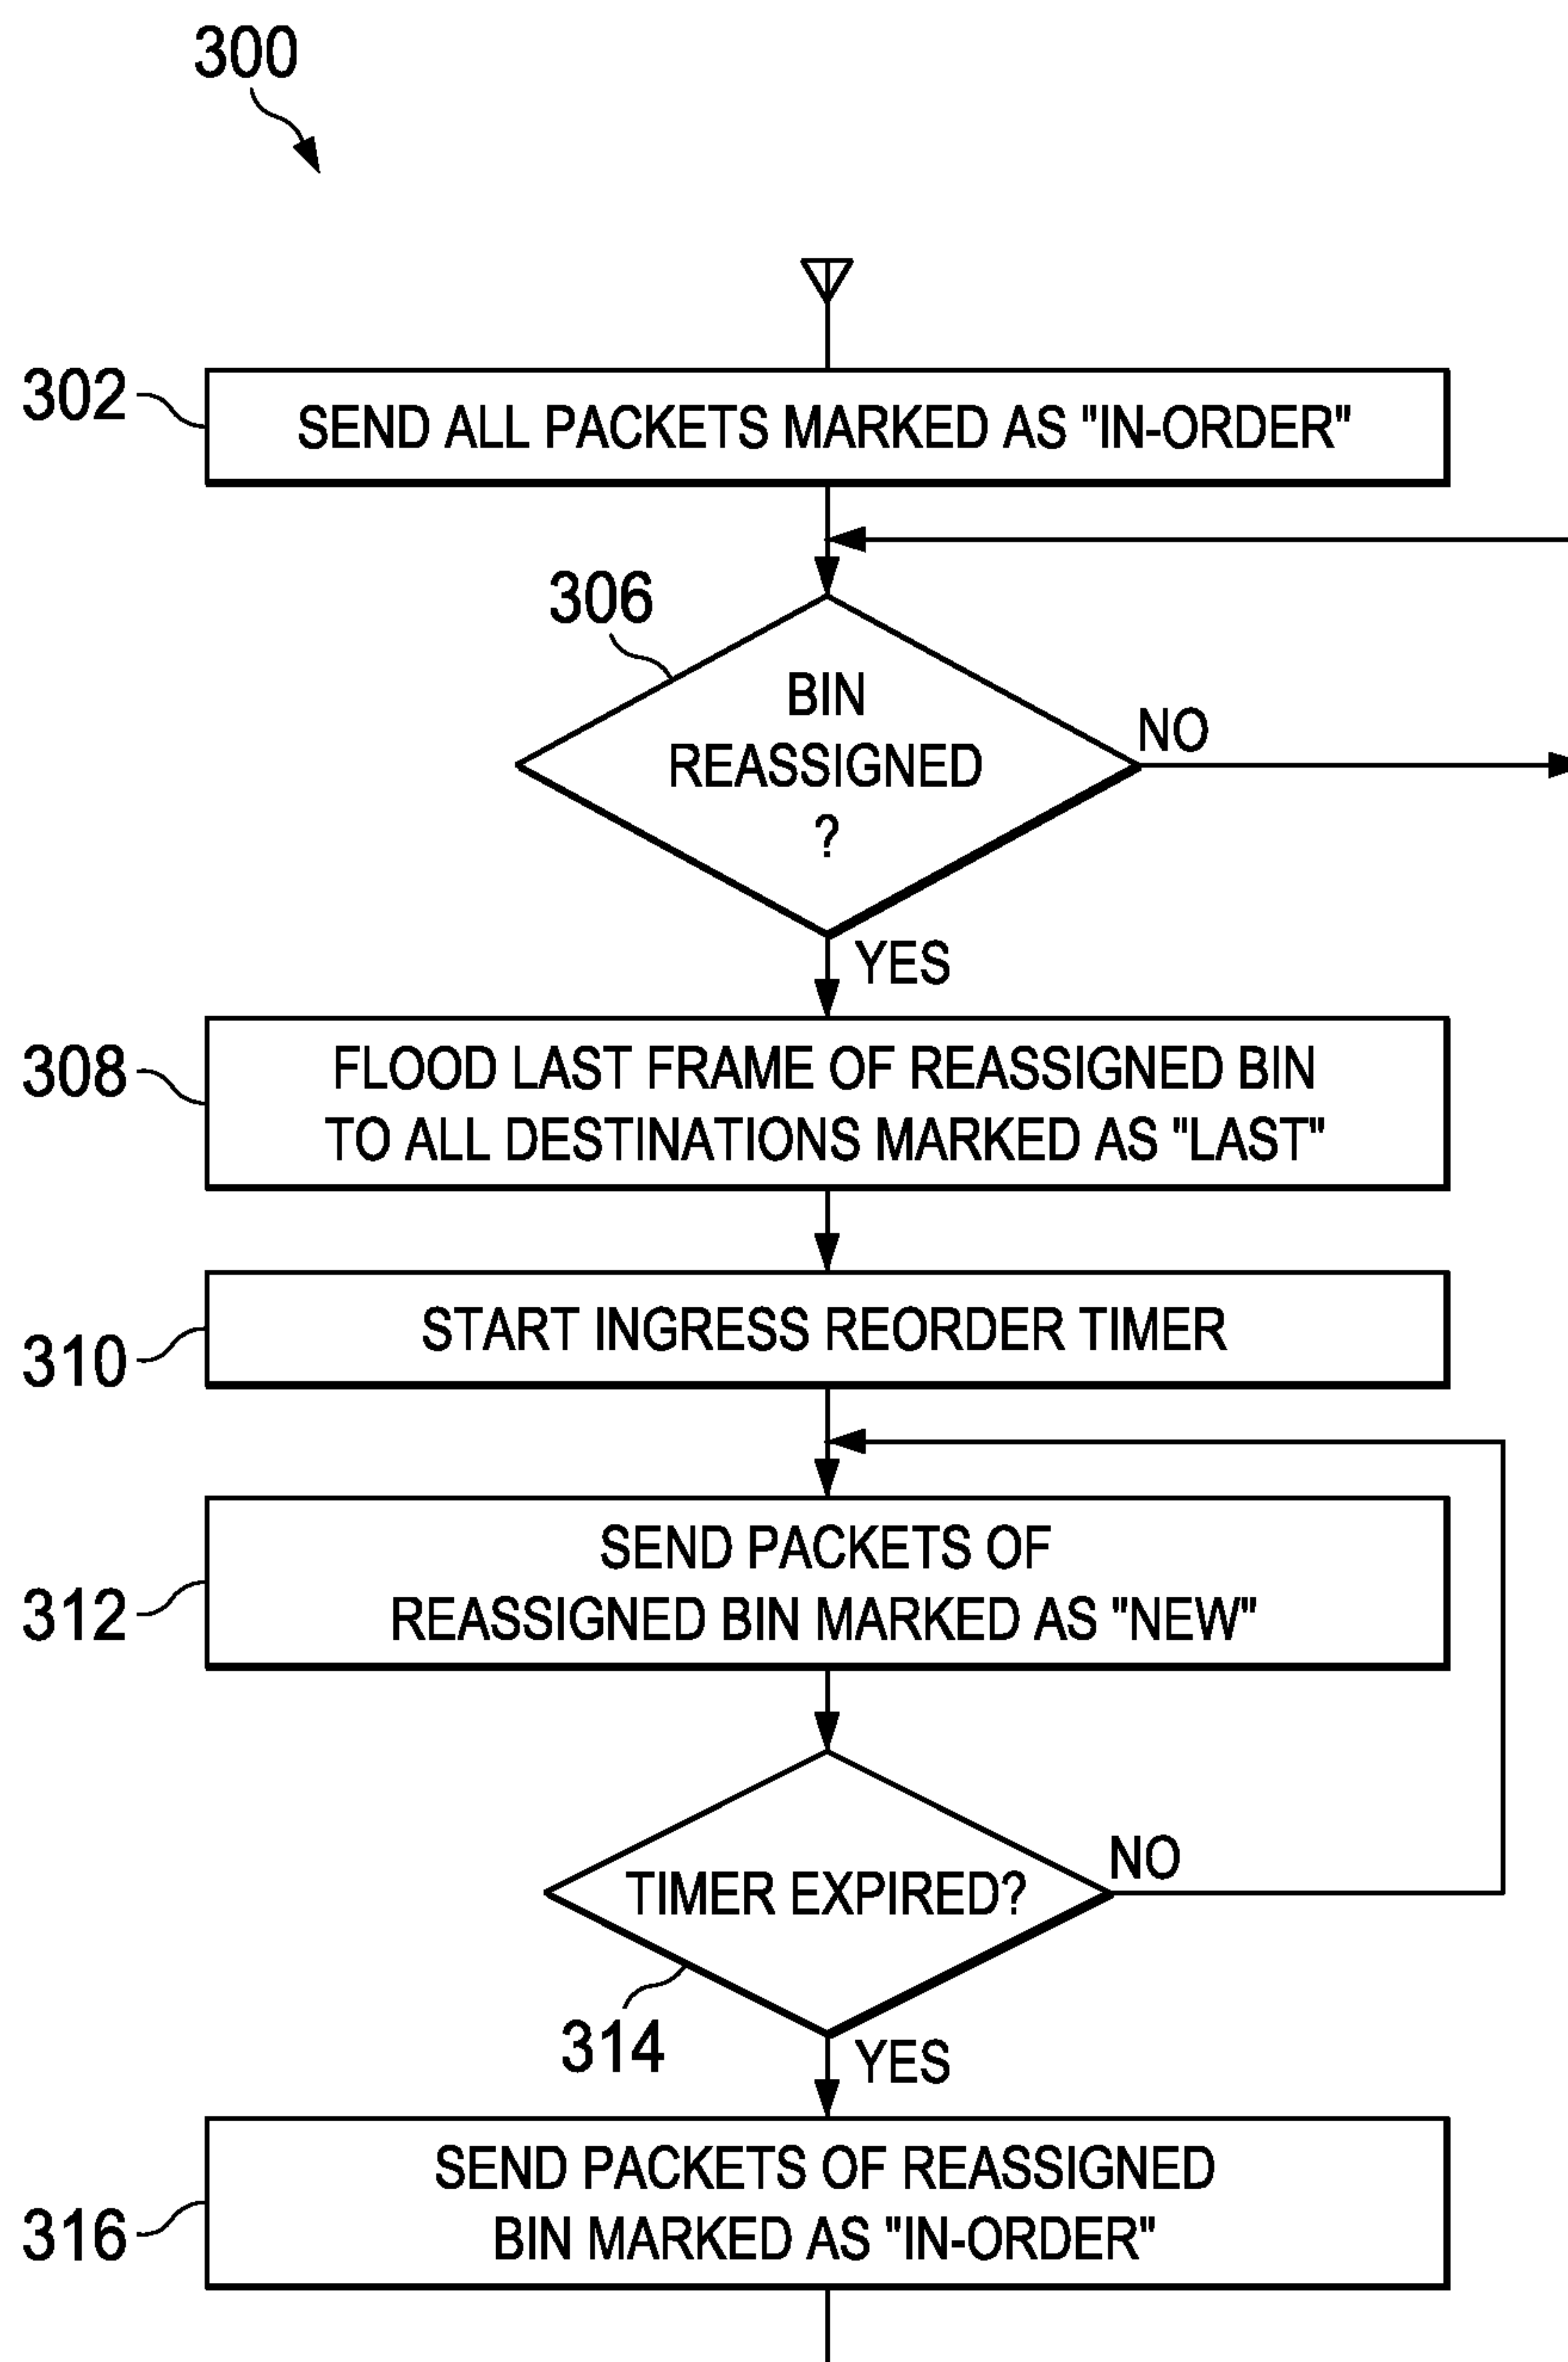 300
302
SEND ALL PACKETS MARKED AS "IN-ORDER"
306
BIN
REASSIGNED
?
NO
YES
308
FLOOD LAST FRAME OF REASSIGNED BIN
TO ALL DESTINATIONS MARKED AS "LAST"
310
START INGRESS REORDER TIMER
312
SEND PACKETS OF
REASSIGNED BIN MARKED AS "NEW"
TIMER EXPIRED?
NO
314
YES
316
SEND PACKETS OF REASSIGNED
BIN MARKED AS "IN-ORDER"